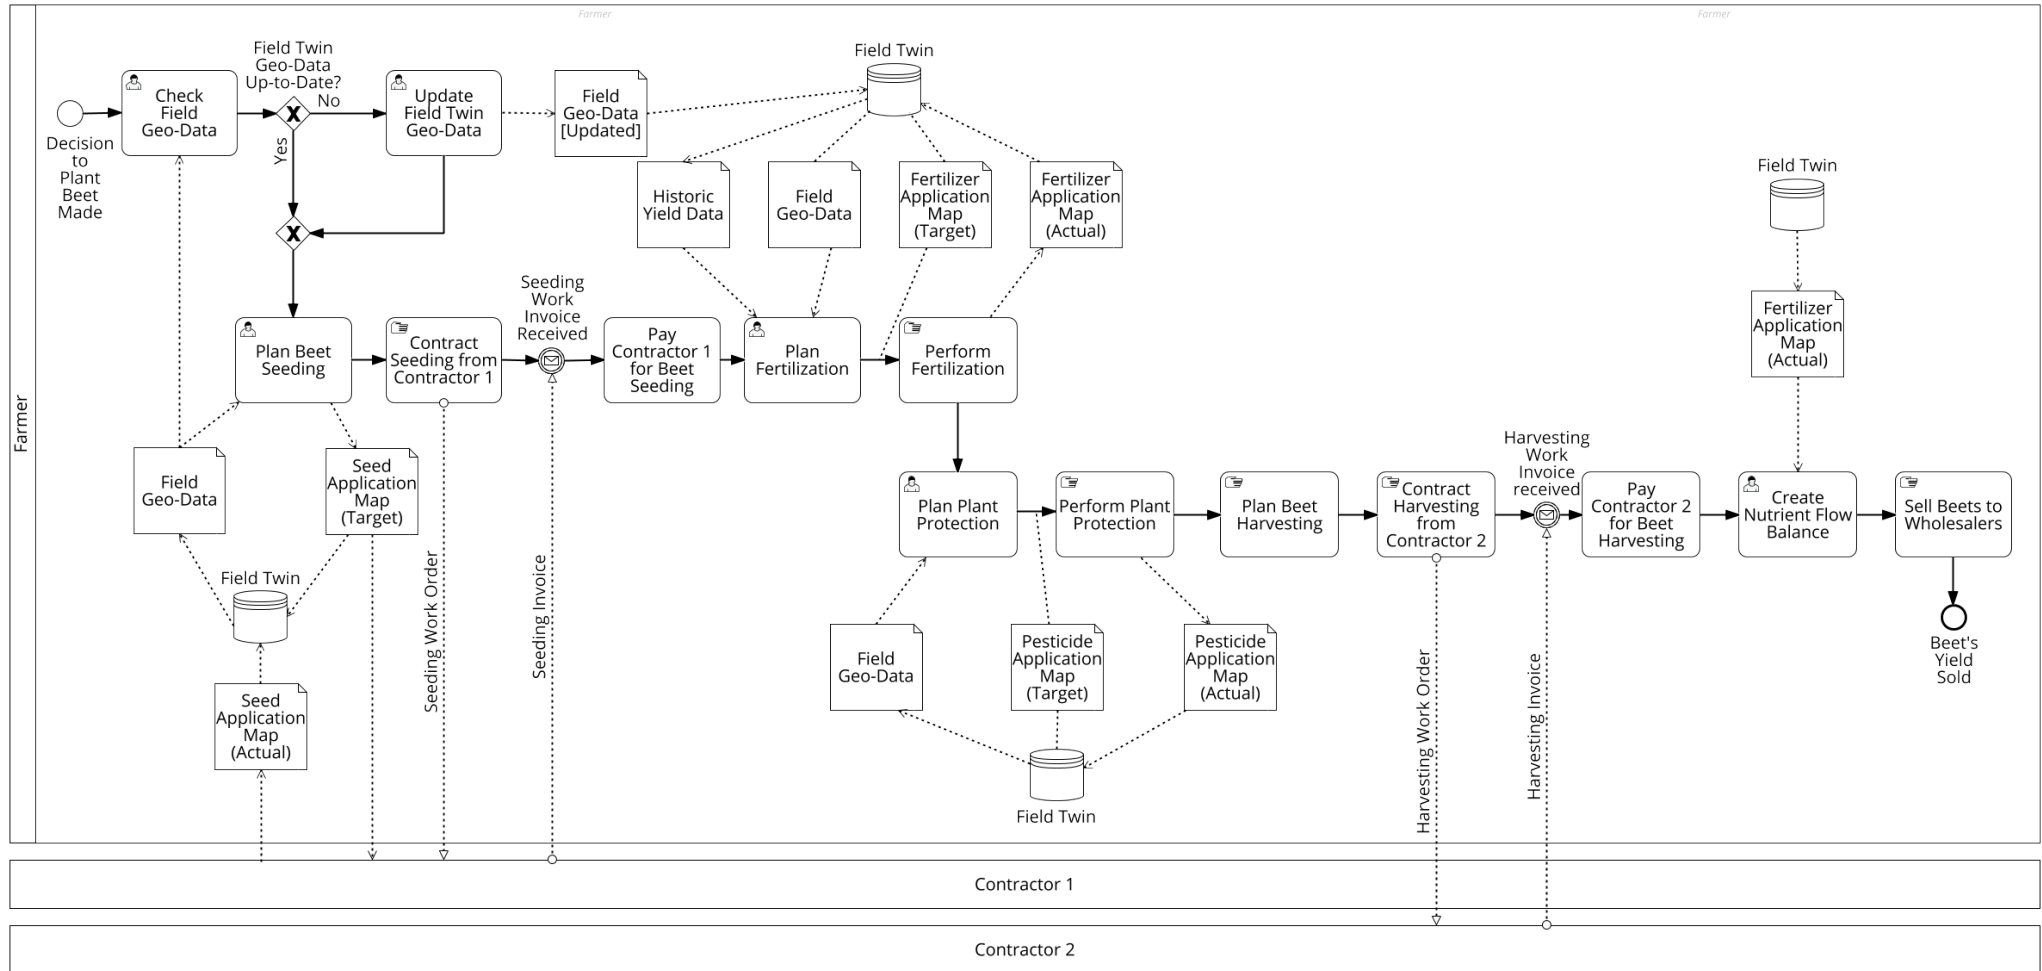 Farmer
Farmer
Farmer
Decision
to
Plant
Beet
Made
Check
Field
Geo-Data
Field Twin
Geo-Data
Up-to-Date?
No
Yes
Update
Field Twin
Geo-Data
Field
Geo-Data
[Updated]
Field Twin
Historic
Yield Data
Field
Geo-Data
Fertilizer
Application
Map
(Target)
Fertilizer
Application
Map
(Actual)
Plan Beet
Seeding
Contract
Seeding from
Contractor 1
Seeding
Work
Invoice
Received
Pay
Contractor 1
for Beet
Seeding
Plan
Fertilization
Perform
Fertilization
Field
Geo-Data
Seed
Application
Map
(Target)
Field Twin
Seed
Application
Map
(Actual)
Seeding Work Order
Seeding Invoice
Plan Plant
Protection
Perform Plant
Protection
Plan Beet
Harvesting
Contract
Harvesting
from
Contractor 2
Harvesting
Work
Invoice
received
Pay
Contractor 2
for Beet
Harvesting
Field Twin
Fertilizer
Application
Map
(Actual)
Create
Nutrient Flow
Balance
Sell Beets to
Wholesalers
Beet's
Yield
Sold
Field
Geo-Data
Pesticide
Application
Map
(Target)
Pesticide
Application
Map
(Actual)
Field Twin
Harvesting Work Order
Harvesting Invoice
Contractor 1
Contractor 2